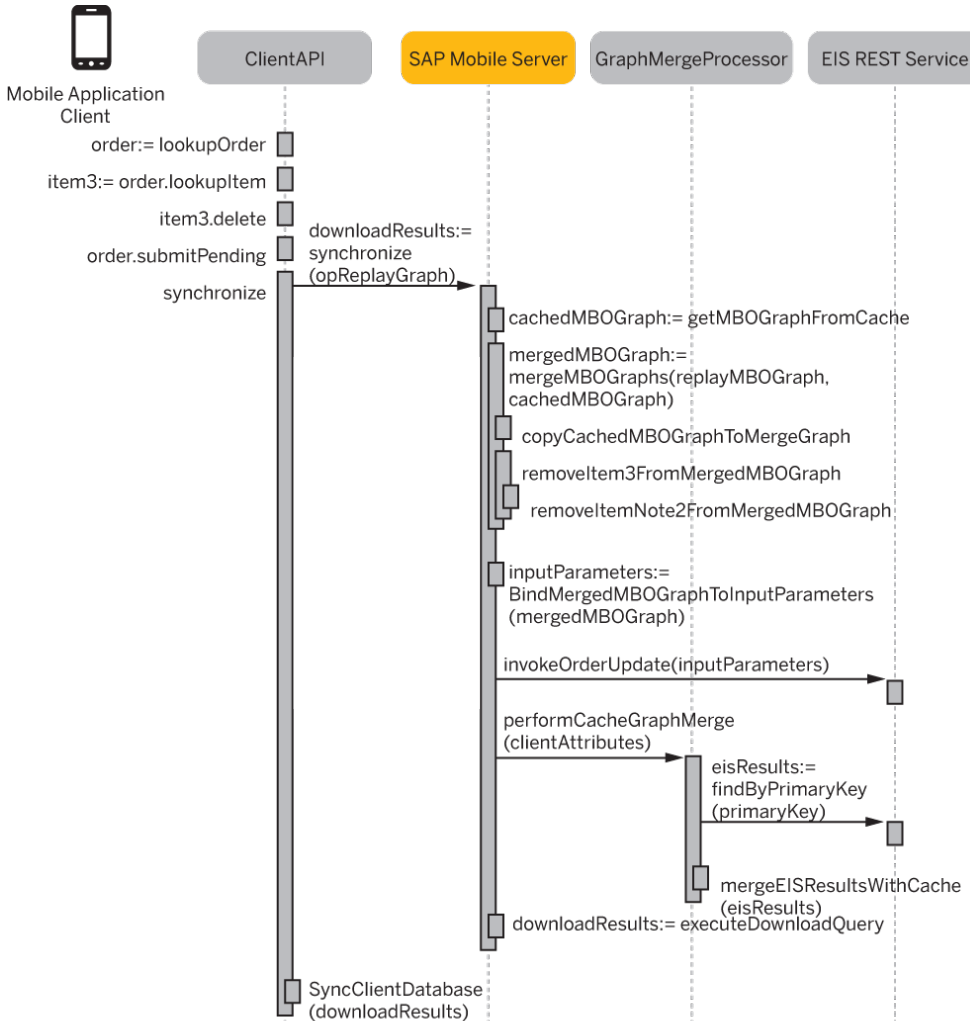 ClientAPI
SAP Mobile Server
GraphMergeProcessor
EIS REST Service
Mobile Application
Client
order:= lookupOrder
item3:= order.lookupItem
item3.delete
order.submitPending
synchronize
downloadResults:=
synchronize
(opReplayGraph)
cachedMBOGraph:= getMBOGraphFromCache
mergedMBOGraph:=
mergeMBOGraphs(replayMBOGraph,
cachedMBOGraph)
copyCachedMBOGraphToMergeGraph
removeItem3FromMergedMBOGraph
removeItemNote2FromMergedMBOGraph
inputParameters:=
BindMergedMBOGraphToInputParameters
(mergedMBOGraph)
invokeOrderUpdate(inputParameters)
performCacheGraphMerge
(clientAttributes)
eisResults:=
findByPrimaryKey
(primaryKey)
mergeEISResultsWithCache
(eisResults)
downloadResults:= executeDownloadQuery
SyncClientDatabase
(downloadResults)